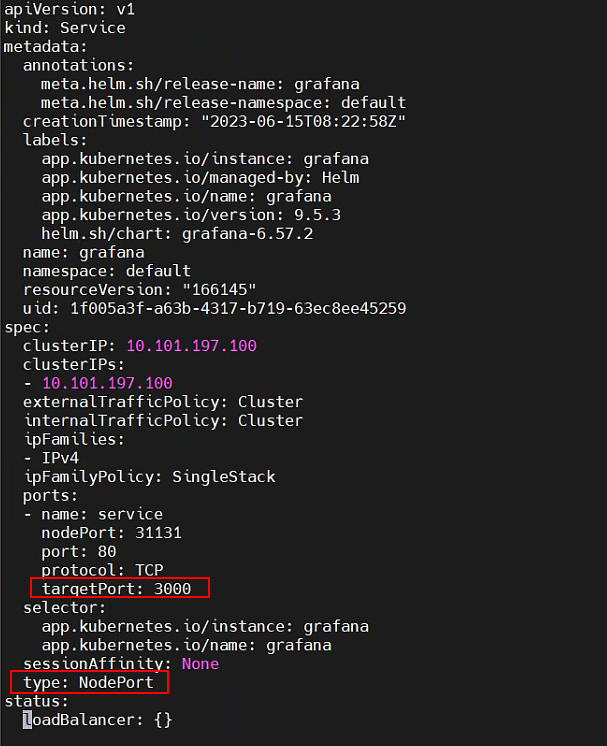 apiVersion: v1
kind: Service
metadata:
  annotations:
    meta.helm.sh/release-name: grafana
    meta.helm.sh/release-namespace: default
  creationTimestamp: "2023-06-15T08:22:58Z"
  labels:
    app.kubernetes.io/instance: grafana
    app.kubernetes.io/managed-by: Helm
    app.kubernetes.io/name: grafana
    app.kubernetes.io/version: 9.5.3
    helm.sh/chart: grafana-6.57.2
  name: grafana
  namespace: default
  resourceVersion: "166145"
  uid: 1f005a3f-a63b-4317-b719-63ec8ee45259
spec:
  clusterIP: 10.101.197.100
  clusterIPs:
  - 10.101.197.100
  externalTrafficPolicy: Cluster
  internalTrafficPolicy: Cluster
  ipFamilies:
  - IPv4
  ipFamilyPolicy: SingleStack
  ports:
  - name: service
    nodePort: 31131
    port: 80
    protocol: TCP
    targetPort: 3000
  selector:
    app.kubernetes.io/instance: grafana
    app.kubernetes.io/name: grafana
  sessionAffinity: None
  type: NodePort
status:
  loadBalancer: {}